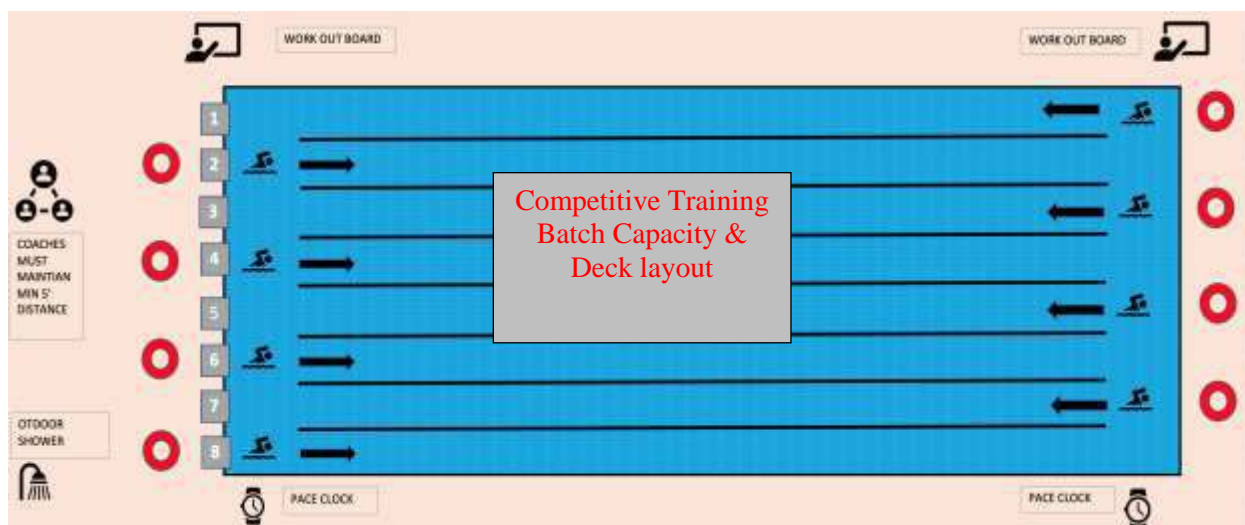 WORK OUT BOARD
WORK OUT BOARD
1
2
3
4
5
6
7
8
Competitive Training
Batch Capacity &
Deck layout
COACHES
MUST
MAINTIAN
MIN 5'
DISTANCE
OTDOOR
SHOWER
PACE CLOCK
PACE CLOCK